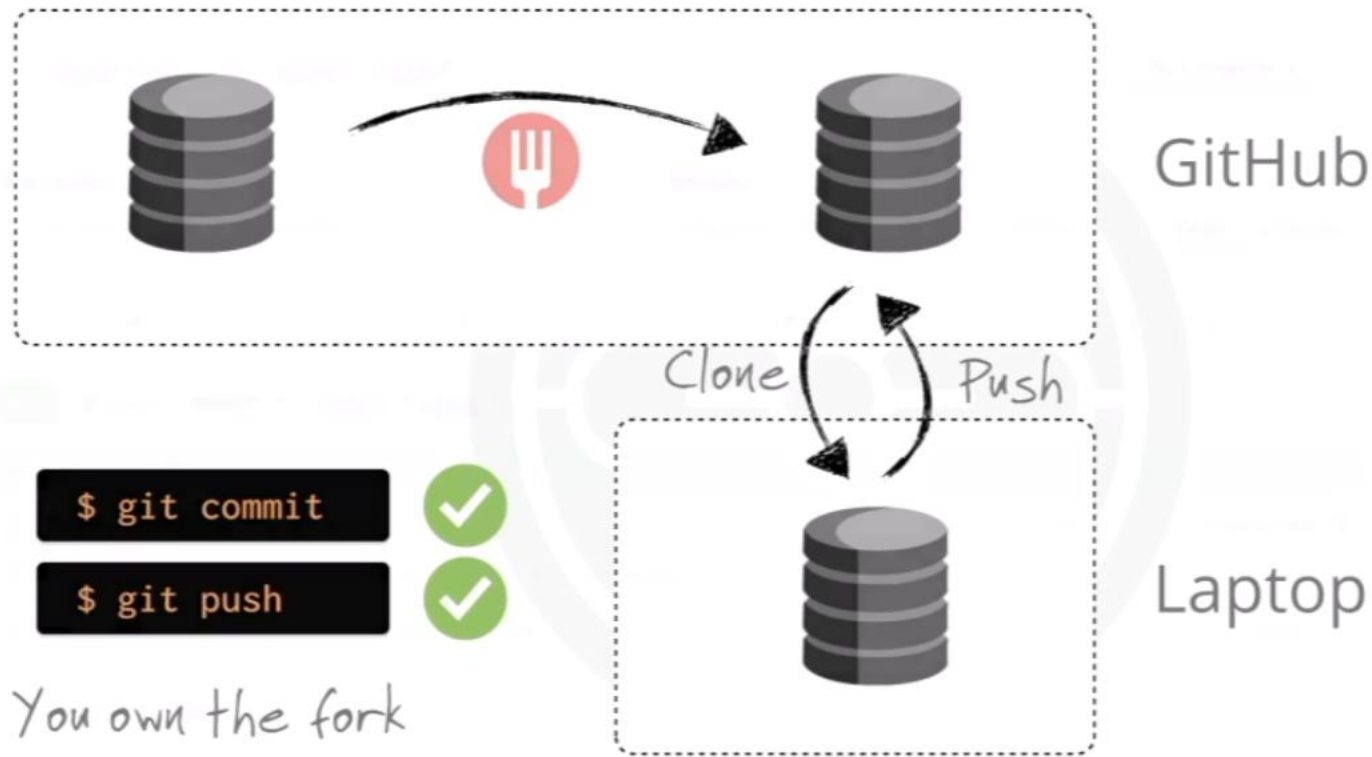 GitHub
Clone
Push
$ git commit
$ git push
Laptop
You own the fork